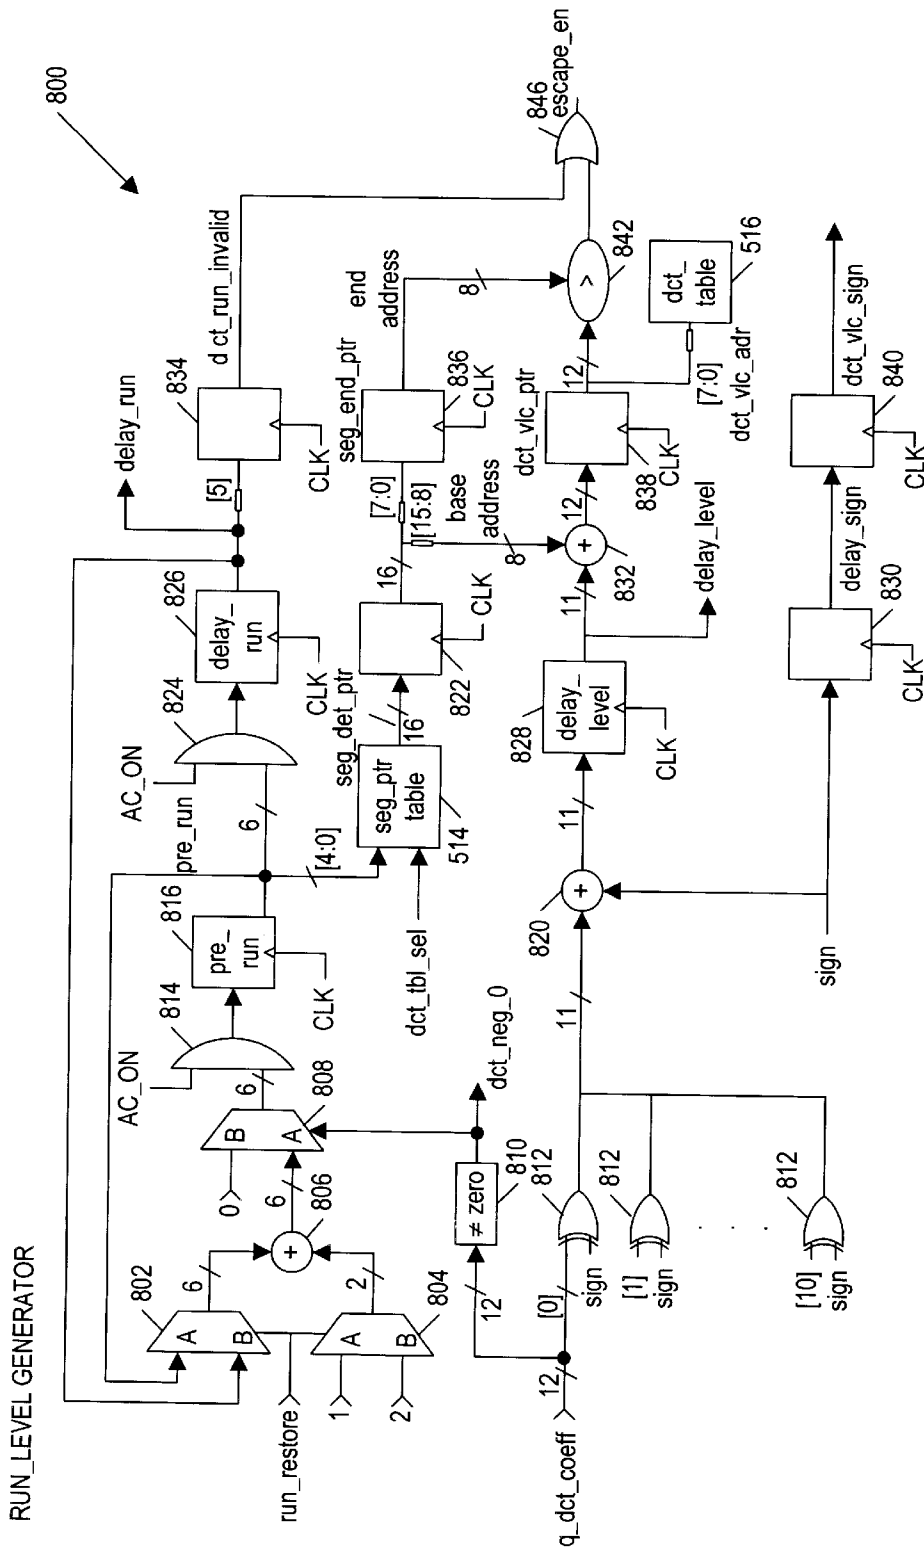 RUN_LEVEL GENERATOR
800
802
A
B
6
run_restore
1
2
A
B
804
2
+
806
6
0
B
A
808
6
AC_ON
814
pre_
run
816
CLK
pre_run
6
AC_ON
824
delay_
run
826
CLK
delay_run
[5]
834
CLK
d ct_run_invalid
[4:0]
dct_tbl_sel
seg_ptr
table
514
seg_det_ptr
16
822
CLK
16
[7:0]
[15:8]
base
address
8
seg_end_ptr
836
CLK
end
address
8
>
842
846
escape_en
q_dct_coeff
12
12
≠ zero
810
dct_neg_0
[0]
sign
812
[1]
sign
812
. . .
[10]
sign
812
11
+
820
11
828
delay_
level
CLK
11
delay_level
+
832
12
dct_vlc_ptr
838
CLK
12
dct_
table
516
[7:0]
dct_vlc_adr
sign
830
CLK
delay_sign
840
CLK
dct_vlc_sign